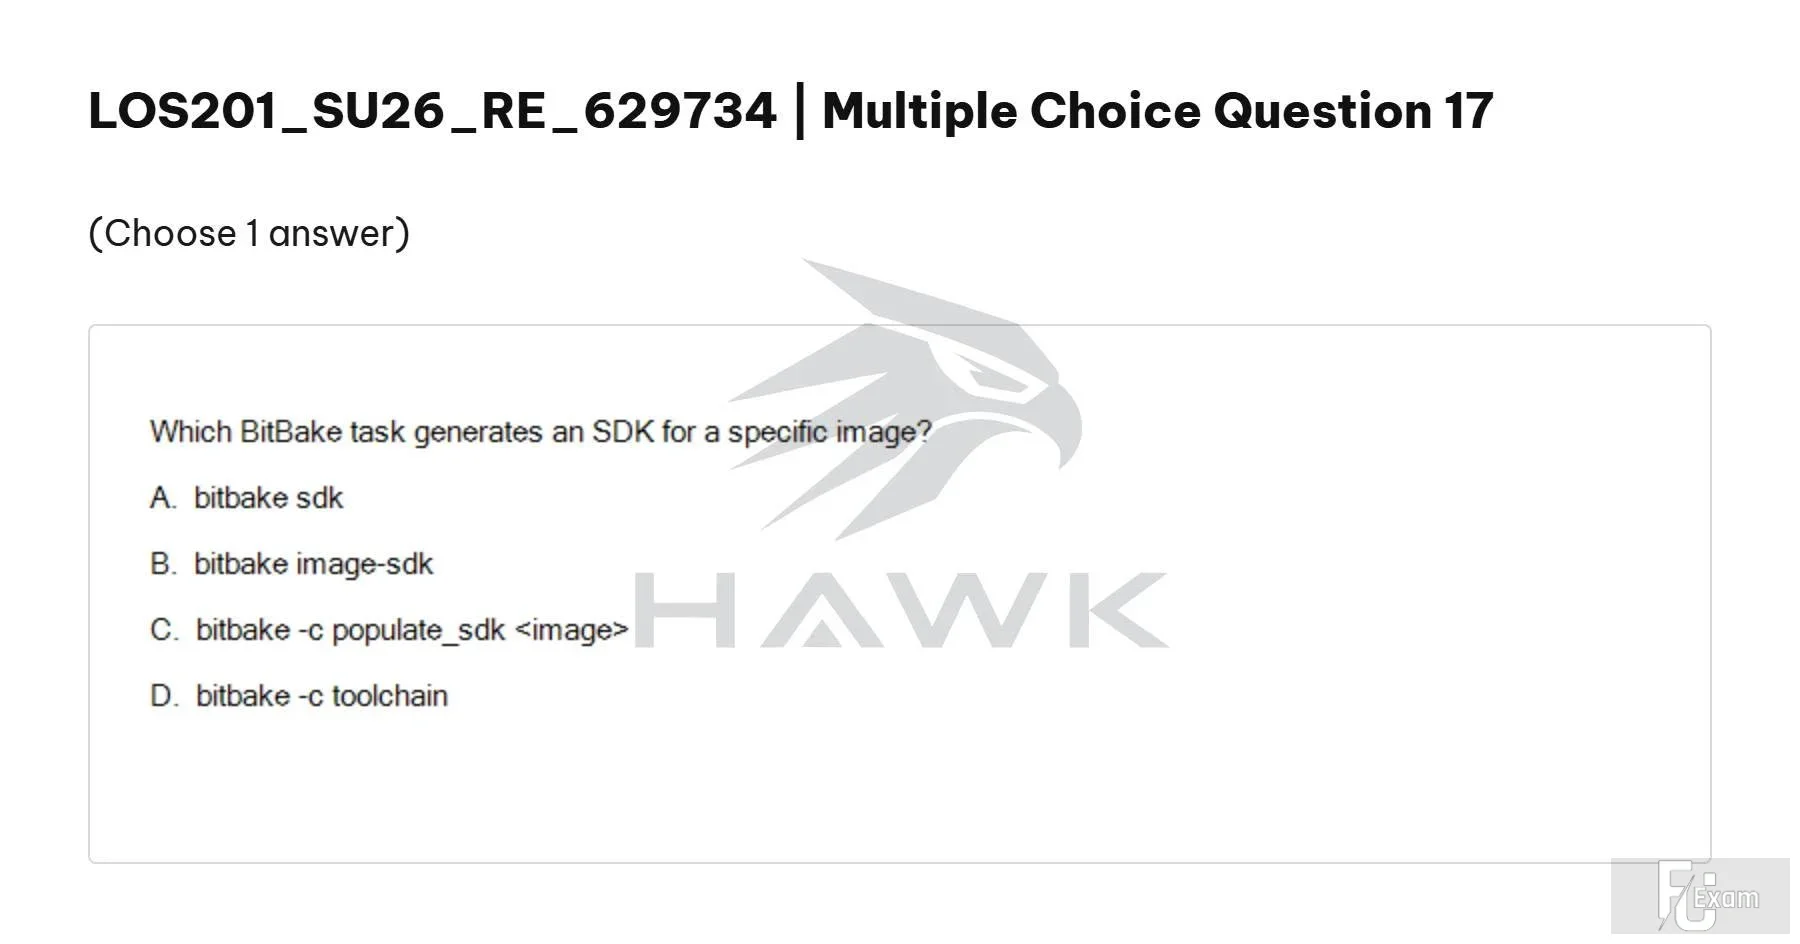 LOS201_SU26_RE_629734 | Multiple Choice Question 17
(Choose 1 answer)
Which BitBake task generates an SDK for a specific image?
A. bitbake sdk
B. bitbake image-sdk
C. bitbake -c populate_sdk <image>
D. bitbake -c toolchain
HAWK
FU Exam